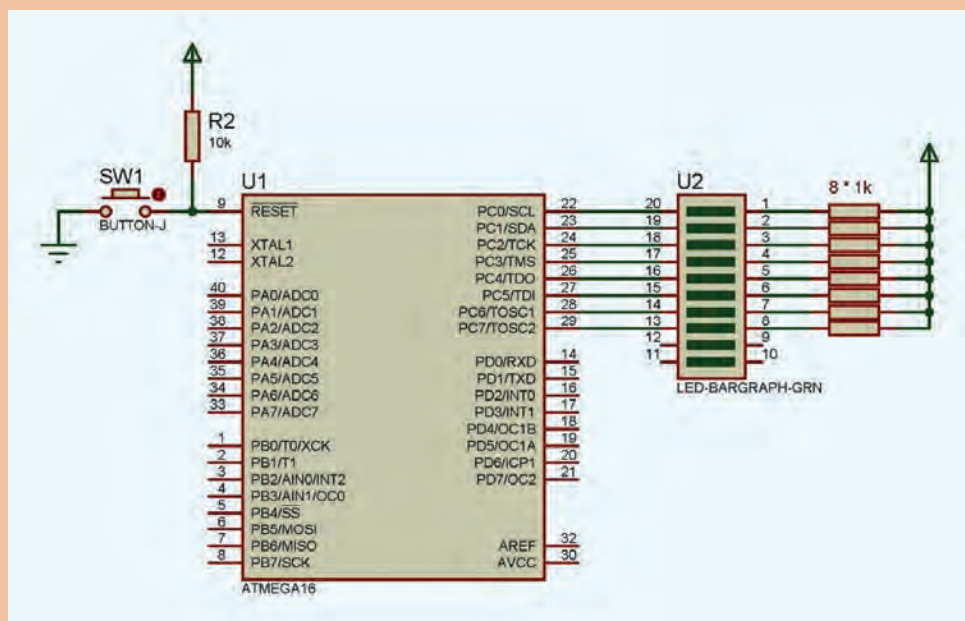 R2
10k
SW1
BUTTON-J
U1
9 RESET
13 XTAL1
12 XTAL2
40 PA0/ADC0
39 PA1/ADC1
38 PA2/ADC2
37 PA3/ADC3
36 PA4/ADC4
35 PA5/ADC5
34 PA6/ADC6
33 PA7/ADC7
1 PB0/T0/XCK
2 PB1/T1
3 PB2/AIN0/INT2
4 PB3/AIN1/OC0
5 PB4/SS
6 PB5/MOSI
7 PB6/MISO
8 PB7/SCK
PC0/SCL 22
PC1/SDA 23
PC2/TCK 24
PC3/TMS 25
PC4/TDO 26
PC5/TDI 27
PC6/TOSC1 28
PC7/TOSC2 29
PD0/RXD 14
PD1/TXD 15
PD2/INT0 16
PD3/INT1 17
PD4/OC1B 18
PD5/OC1A 19
PD6/ICP1 20
PD7/OC2 21
AREF 32
AVCC 30
ATMEGA16
U2
20 1
19 2
18 3
17 4
16 5
15 6
14 7
13 8
12 9
11 10
LED-BARGRAPH-GRN
8 * 1k